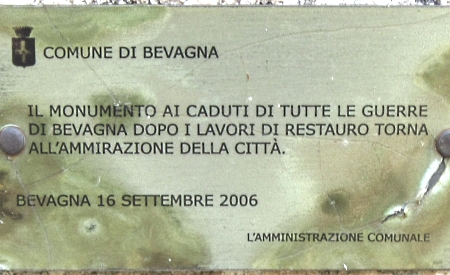 COMUNE DI BEVAGNA
IL MONUMENTO AI CADUTI DI TUTTE LE GUERRE
DI BEVAGNA DOPO I LAVORI DI RESTAURO TORNA
ALL'AMMIRAZIONE DELLA CITTÀ.
BEVAGNA 16 SETTEMBRE 2006
L'AMMINISTRAZIONE COMUNALE